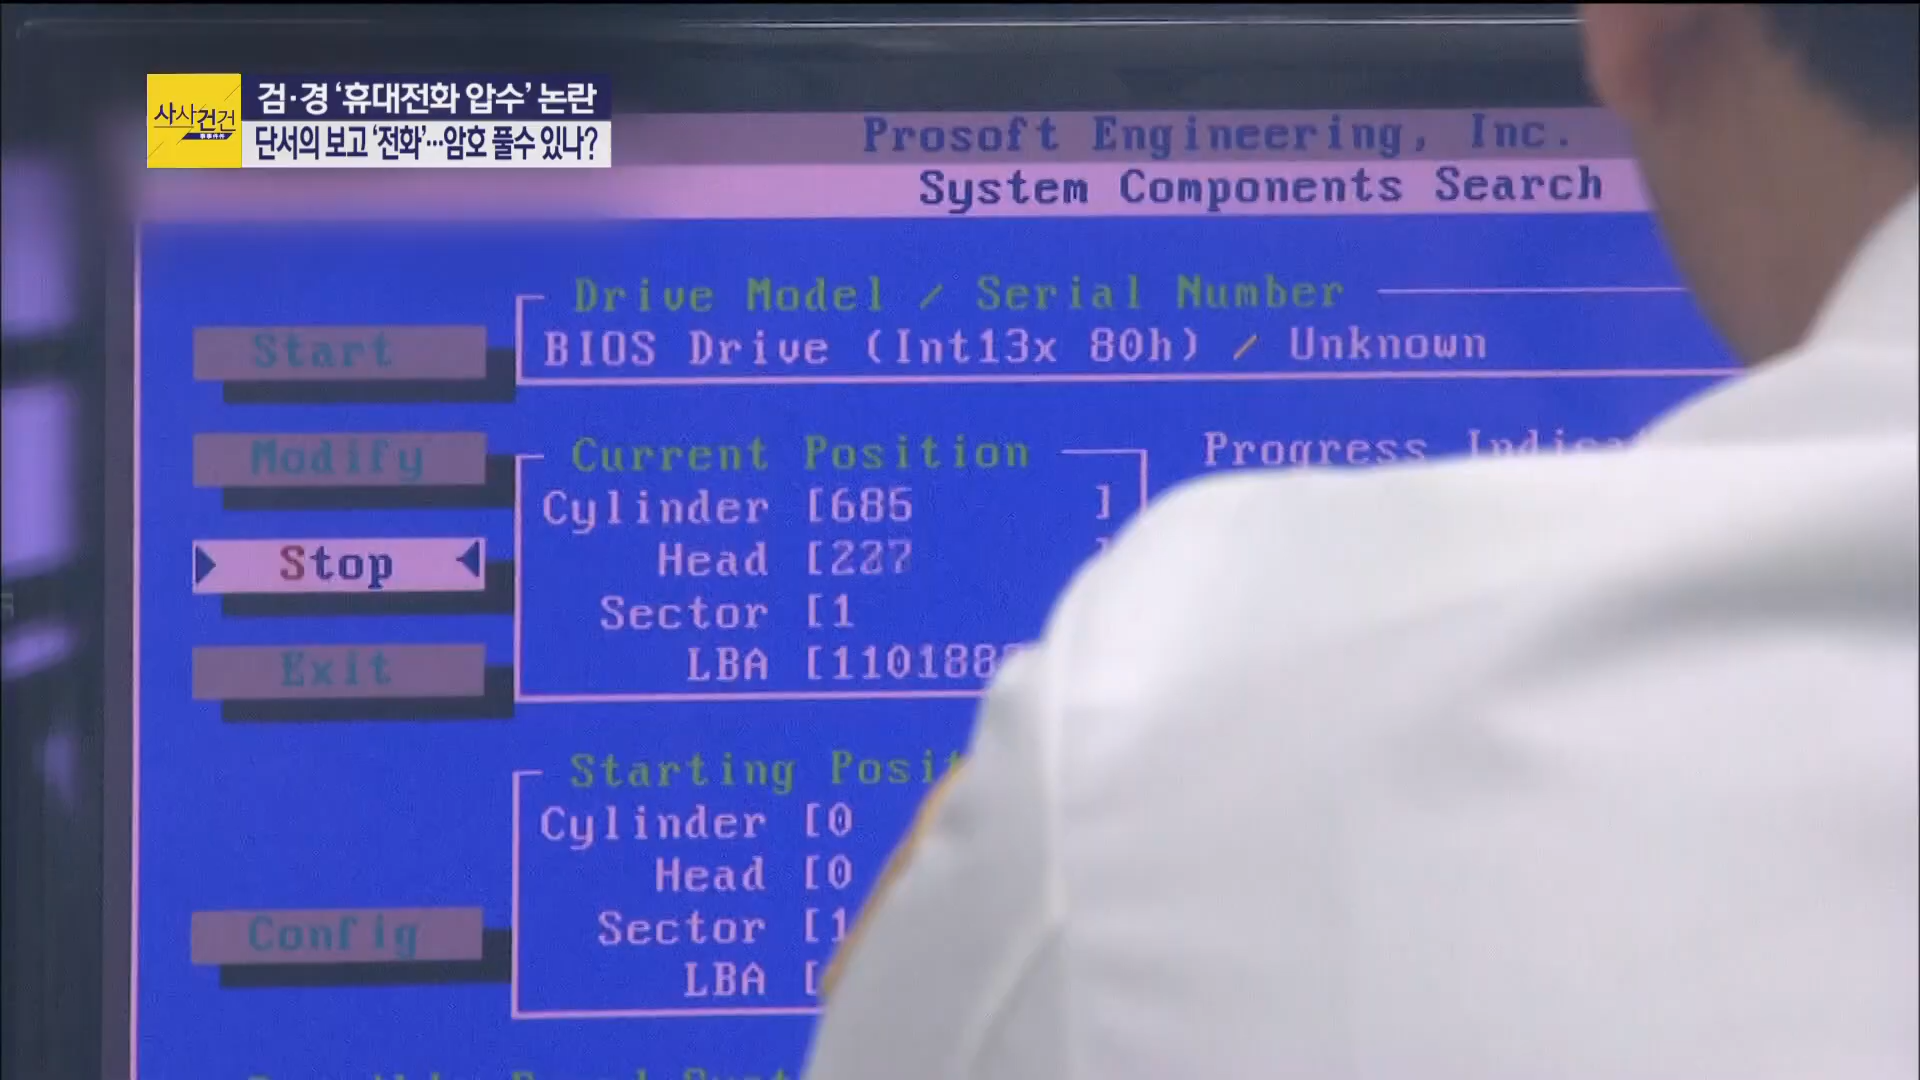 사사건건
검·경 ‘휴대전화 압수’ 논란
단서의 보고 ‘전화’…암호 풀수 있나?
Prosoft Engineering, Inc.
System Components Search
Drive Model / Serial Number
BIOS Drive (Int13x 80h) / Unknown
Start
Modify
Stop
Exit
Config
Current Position
Cylinder [685 ]
Head [227
Sector [1
LBA [110188
Progress
Starting
Cylinder [0
Head [0
Sector [1
LBA [